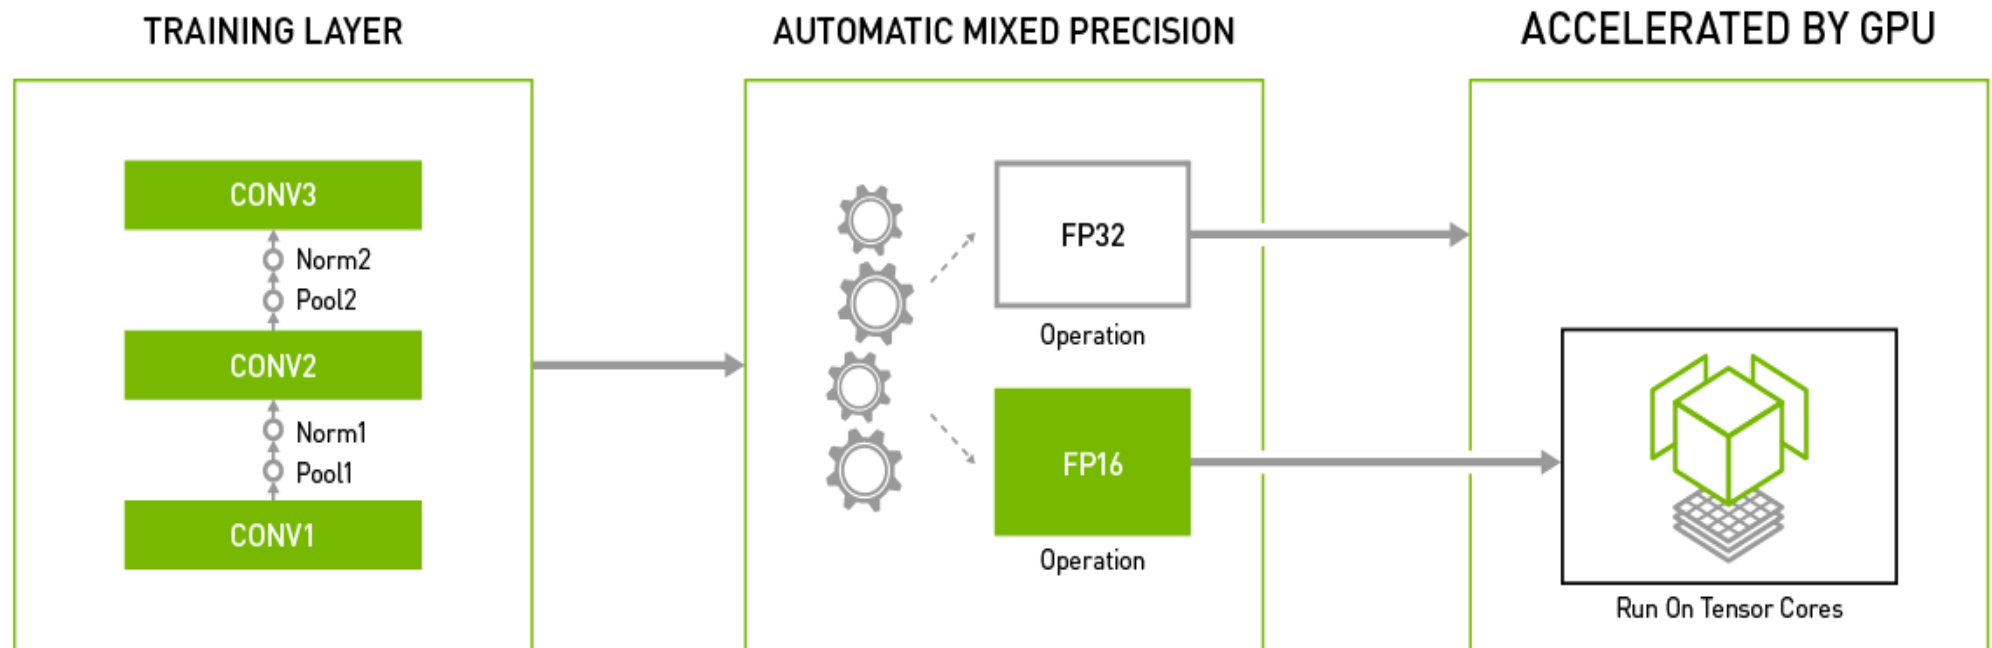 TRAINING LAYER
CONV3
Norm2
Pool2
CONV2
Norm1
Pool1
CONV1
AUTOMATIC MIXED PRECISION
FP32
Operation
FP16
Operation
ACCELERATED BY GPU
Run On Tensor Cores